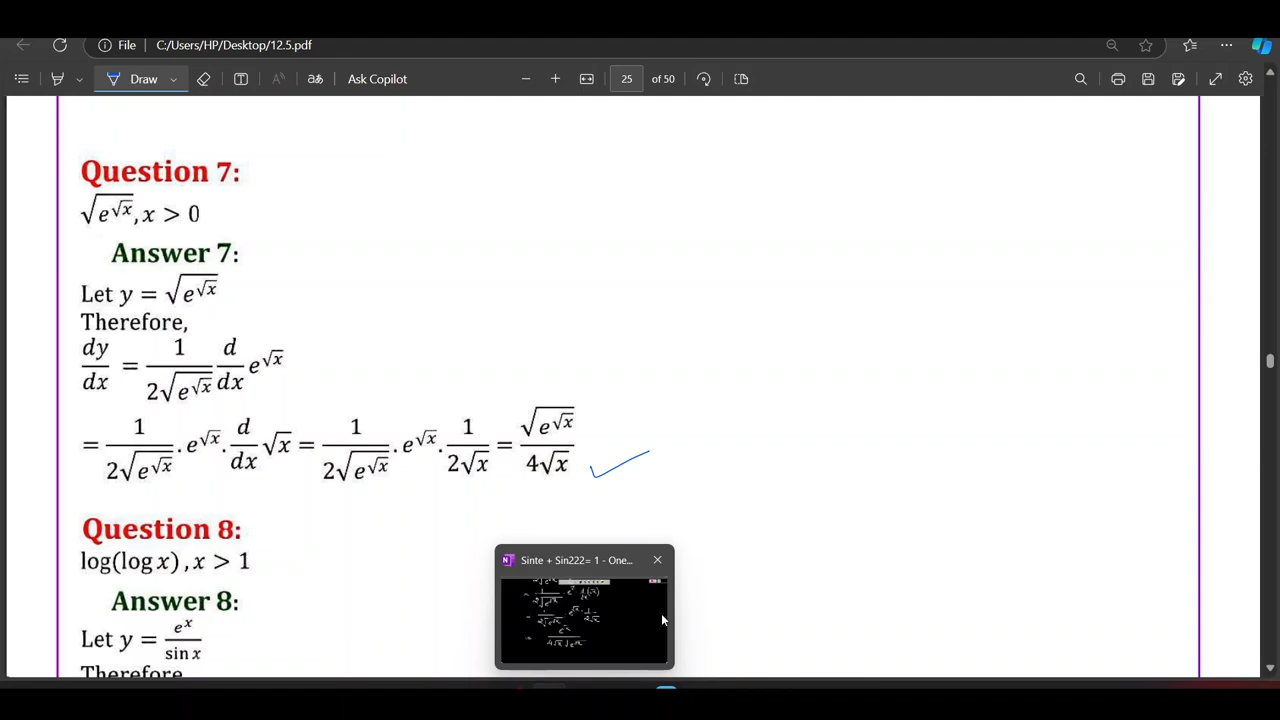 File C:/Users/HP/Desktop/12.5.pdf
Draw Ask Copilot 25 of 50
Question 7:
√(e^√x), x > 0
Answer 7:
Let y = √(e^√x)
Therefore,
dy/dx = 1/(2√(e^√x)) d/dx e^√x
= 1/(2√(e^√x)) . e^√x . d/dx √x = 1/(2√(e^√x)) . e^√x . 1/(2√x) = √(e^√x)/(4√x)
Question 8:
log(log x) , x > 1
Sinte + Sin222= 1 - One...
Answer 8:
Let y = e^x/sin x
Therefore